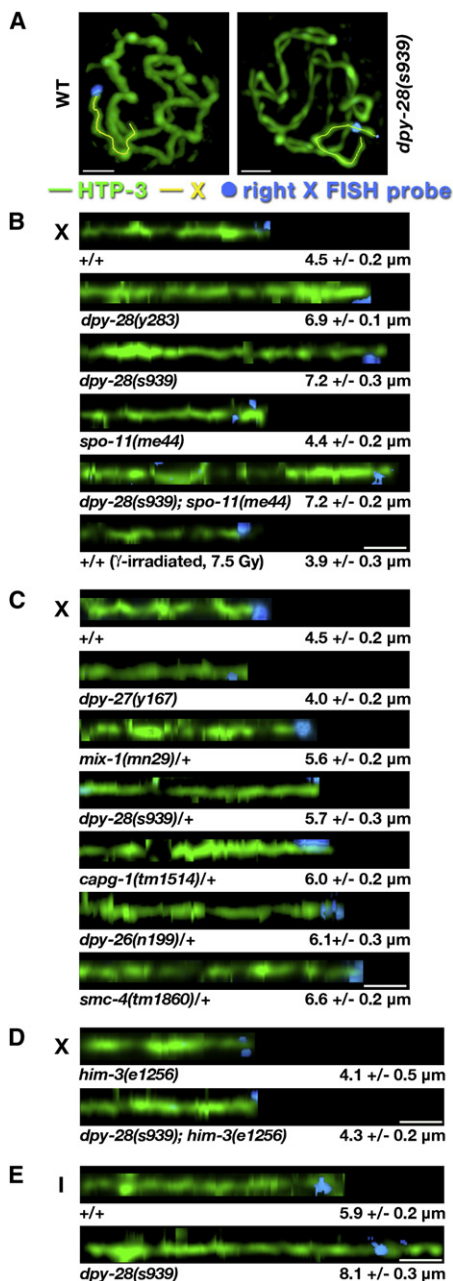 A
WT
dpy-28(s939)
HTP-3 X right X FISH probe
B
X
+/+ 4.5 +/- 0.2 µm
dpy-28(y283) 6.9 +/- 0.1 µm
dpy-28(s939) 7.2 +/- 0.3 µm
spo-11(me44) 4.4 +/- 0.2 µm
dpy-28(s939); spo-11(me44) 7.2 +/- 0.2 µm
+/+ (γ-irradiated, 7.5 Gy) 3.9 +/- 0.3 µm
C
X
+/+ 4.5 +/- 0.2 µm
dpy-27(y167) 4.0 +/- 0.2 µm
mix-1(mn29)/+ 5.6 +/- 0.2 µm
dpy-28(s939)/+ 5.7 +/- 0.3 µm
capg-1(tm1514)/+ 6.0 +/- 0.2 µm
dpy-26(n199)/+ 6.1+/- 0.3 µm
smc-4(tm1860)/+ 6.6 +/- 0.2 µm
D
X
him-3(e1256) 4.1 +/- 0.5 µm
dpy-28(s939); him-3(e1256) 4.3 +/- 0.2 µm
E
I
+/+ 5.9 +/- 0.2 µm
dpy-28(s939) 8.1 +/- 0.3 µm